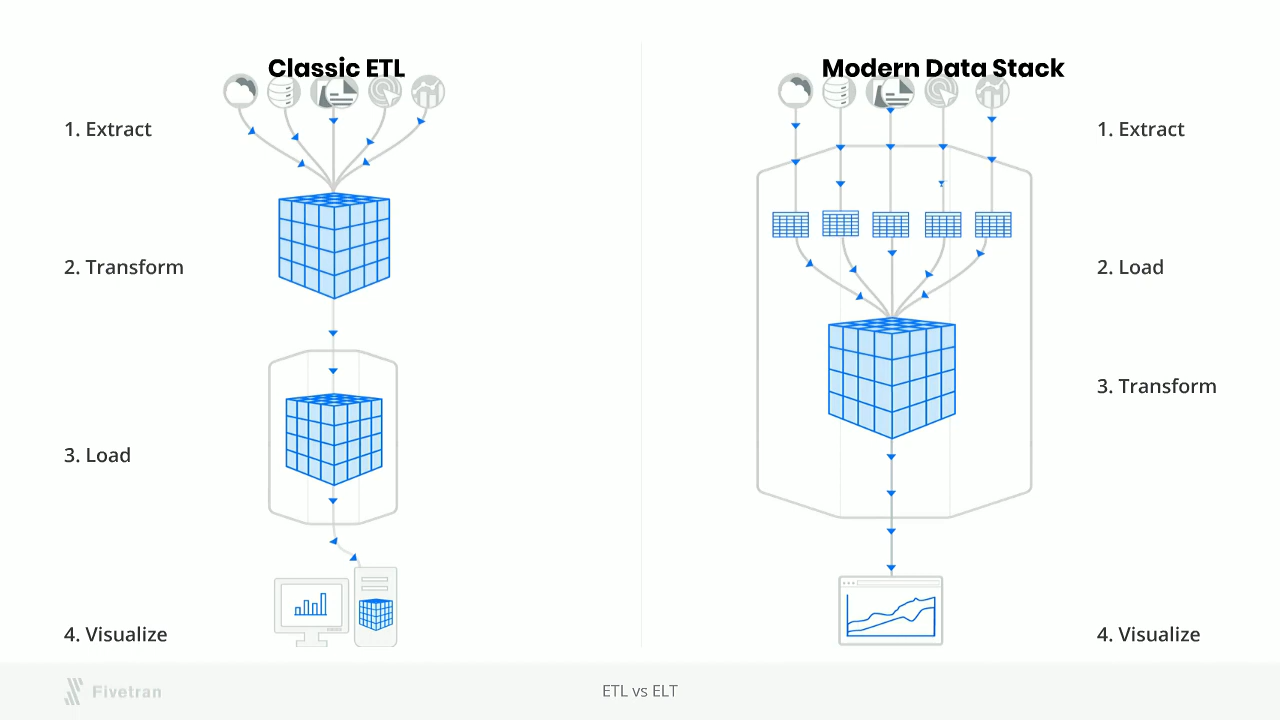 Classic ETL
1. Extract
2. Transform
3. Load
4. Visualize
Modern Data Stack
1. Extract
2. Load
3. Transform
4. Visualize
Fivetran
ETL vs ELT